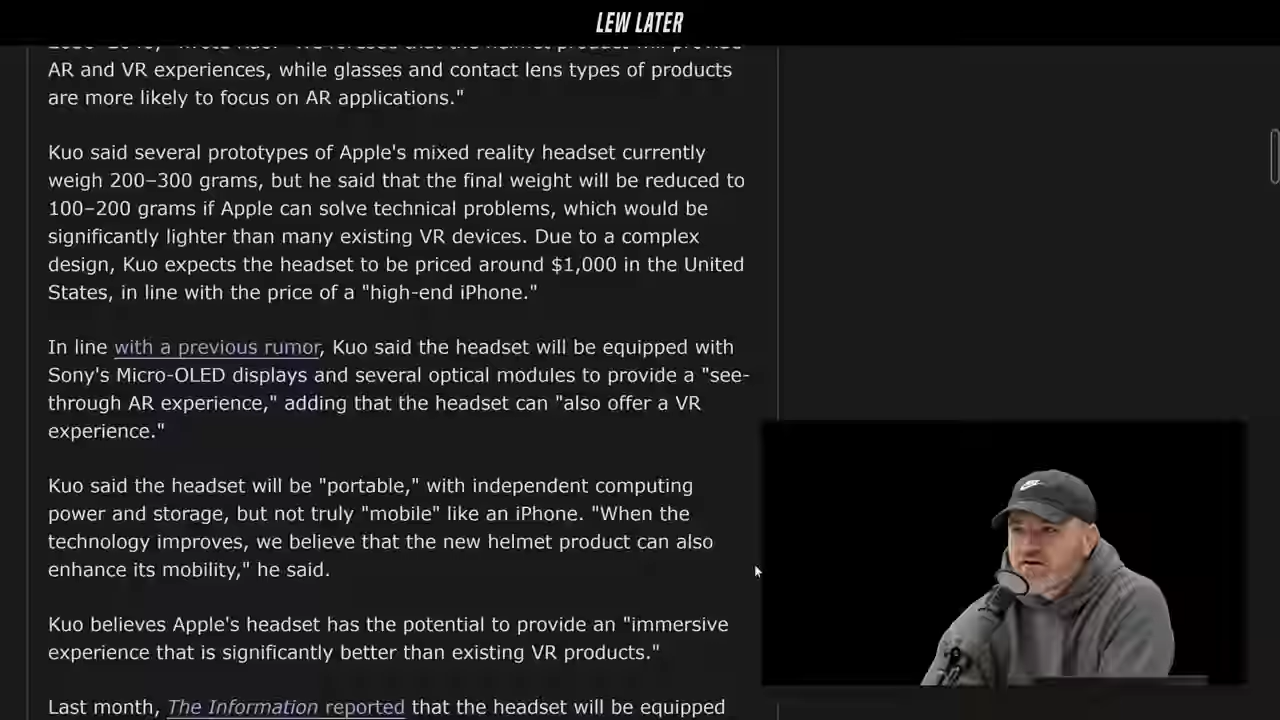 LEW LATER
AR and VR experiences, while glasses and contact lens types of products
are more likely to focus on AR applications."
Kuo said several prototypes of Apple's mixed reality headset currently
weigh 200–300 grams, but he said that the final weight will be reduced to
100–200 grams if Apple can solve technical problems, which would be
significantly lighter than many existing VR devices. Due to a complex
design, Kuo expects the headset to be priced around $1,000 in the United
States, in line with the price of a "high-end iPhone."
In line with a previous rumor, Kuo said the headset will be equipped with
Sony's Micro-OLED displays and several optical modules to provide a "see-
through AR experience," adding that the headset can "also offer a VR
experience."
Kuo said the headset will be "portable," with independent computing
power and storage, but not truly "mobile" like an iPhone. "When the
technology improves, we believe that the new helmet product can also
enhance its mobility," he said.
Kuo believes Apple's headset has the potential to provide an "immersive
experience that is significantly better than existing VR products."
Last month, The Information reported that the headset will be equipped